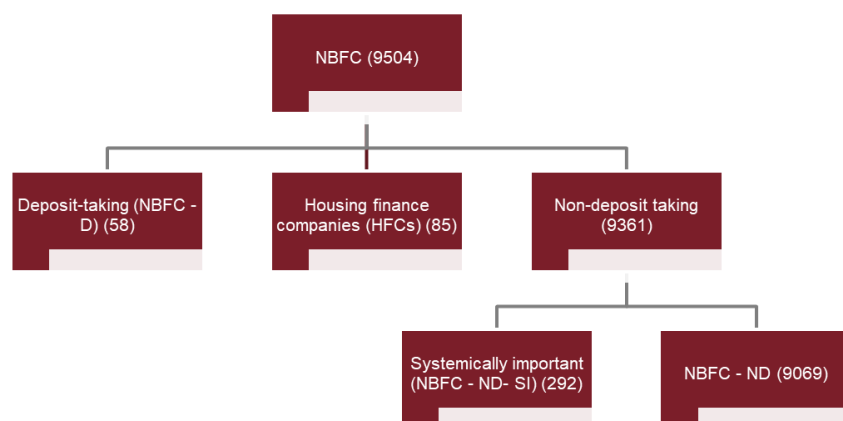 NBFC (9504)
Deposit-taking (NBFC -
D) (58)
Housing finance
companies (HFCs) (85)
Non-deposit taking
(9361)
Systemically important
(NBFC - ND- SI) (292)
NBFC - ND (9069)